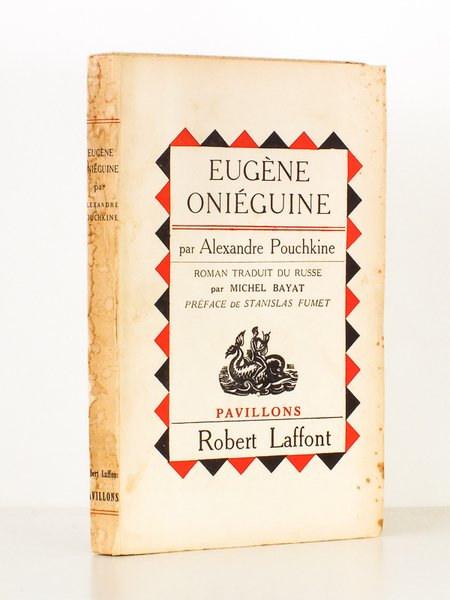 EUGÈNE
ONIÉGUINE
par
ALEXANDRE
POUCHKINE
Robert Laffont
PAVILLONS
EUGÈNE
ONIÉGUINE
par Alexandre Pouchkine
ROMAN TRADUIT DU RUSSE
par MICHEL BAYAT
PRÉFACE DE STANISLAS FUMET
PAVILLONS
Robert Laffont